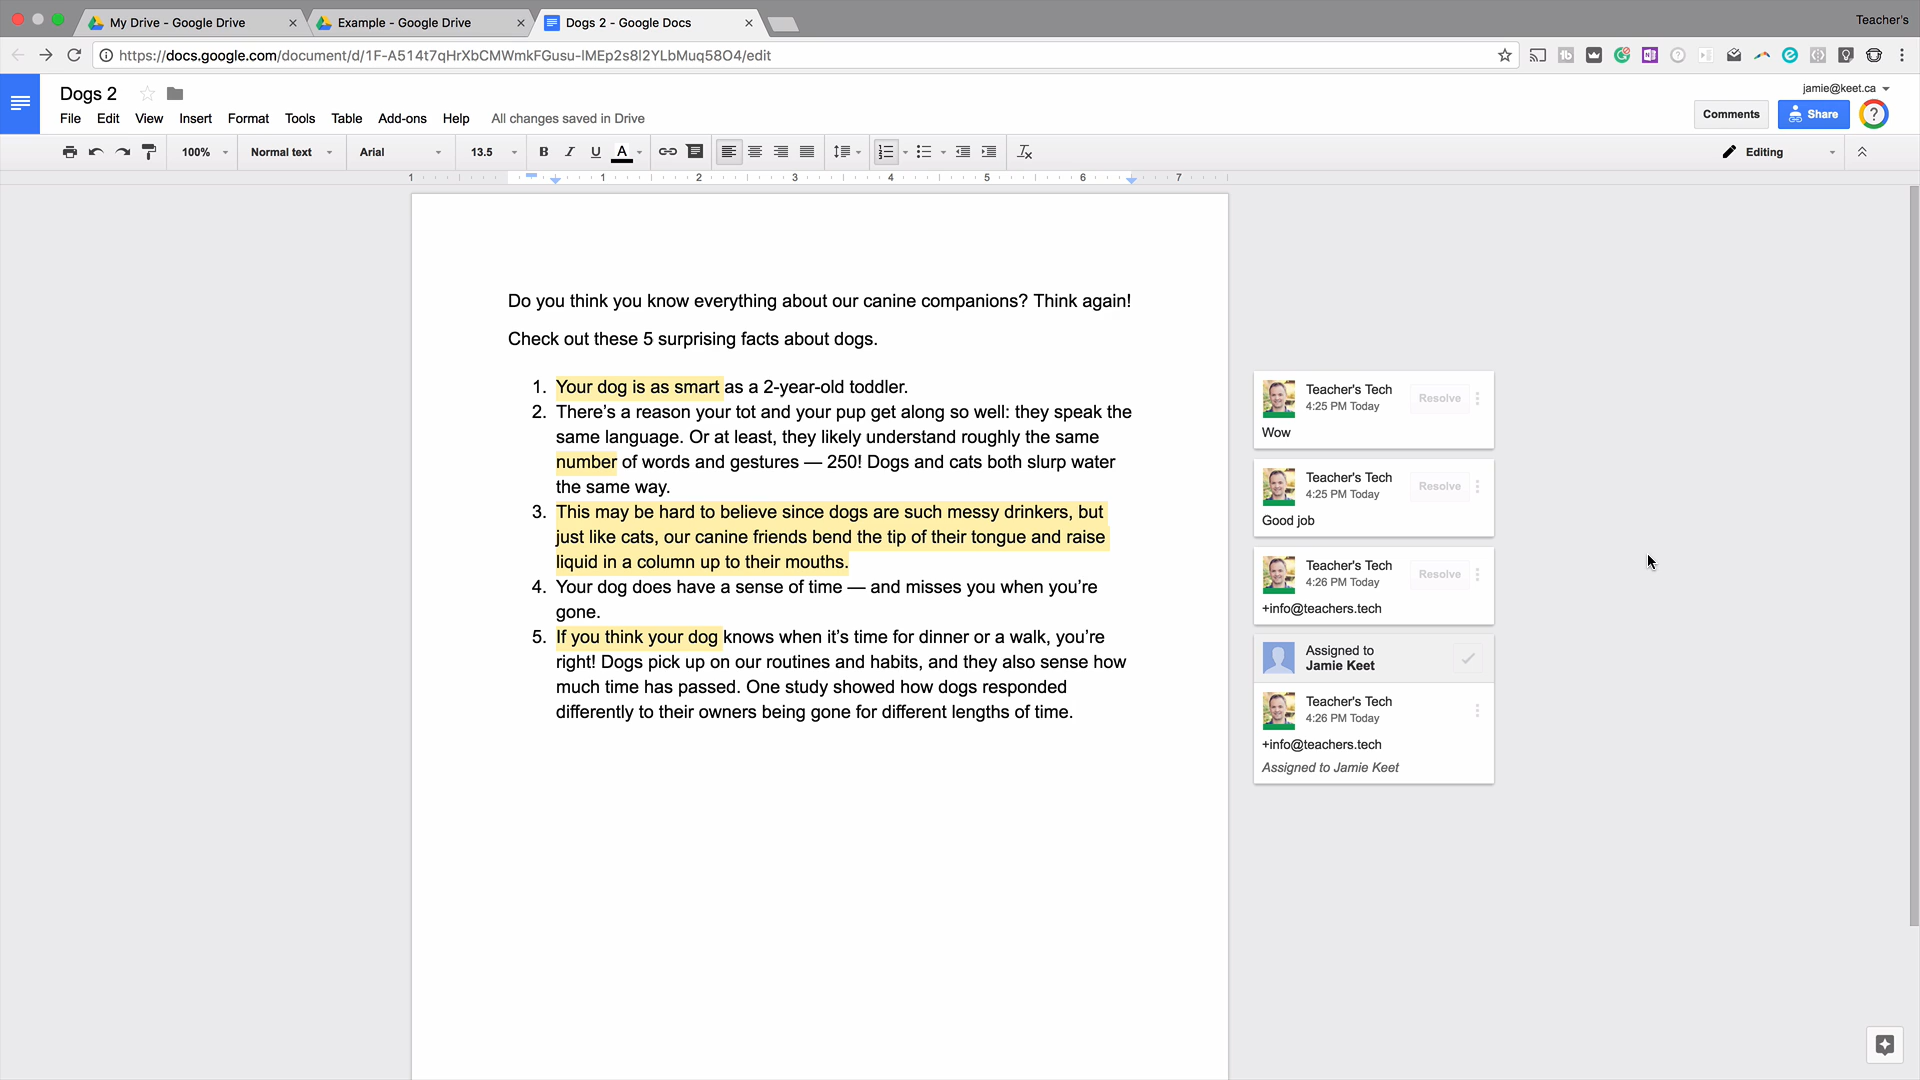 My Drive - Google Drive
Example - Google Drive
Dogs 2 - Google Docs
Teacher's
https://docs.google.com/document/d/1F-A514t7qHrXbCMWmkFGusu-lMEp2s8l2YLbMuq58O4/edit
Dogs 2
jamie@keet.ca
File Edit View Insert Format Tools Table Add-ons Help All changes saved in Drive
Comments
Share
100% Normal text Arial 13.5 B I U A Editing
1 1 2 3 4 5 6 7
Do you think you know everything about our canine companions? Think again!
Check out these 5 surprising facts about dogs.
1. Your dog is as smart as a 2-year-old toddler.
2. There’s a reason your tot and your pup get along so well: they speak the
same language. Or at least, they likely understand roughly the same
number of words and gestures — 250! Dogs and cats both slurp water
the same way.
3. This may be hard to believe since dogs are such messy drinkers, but
just like cats, our canine friends bend the tip of their tongue and raise
liquid in a column up to their mouths.
4. Your dog does have a sense of time — and misses you when you’re
gone.
5. If you think your dog knows when it’s time for dinner or a walk, you’re
right! Dogs pick up on our routines and habits, and they also sense how
much time has passed. One study showed how dogs responded
differently to their owners being gone for different lengths of time.
Teacher's Tech
4:25 PM Today
Resolve
Wow
Teacher's Tech
4:25 PM Today
Resolve
Good job
Teacher's Tech
4:26 PM Today
Resolve
+info@teachers.tech
Assigned to
Jamie Keet
Teacher's Tech
4:26 PM Today
+info@teachers.tech
Assigned to Jamie Keet